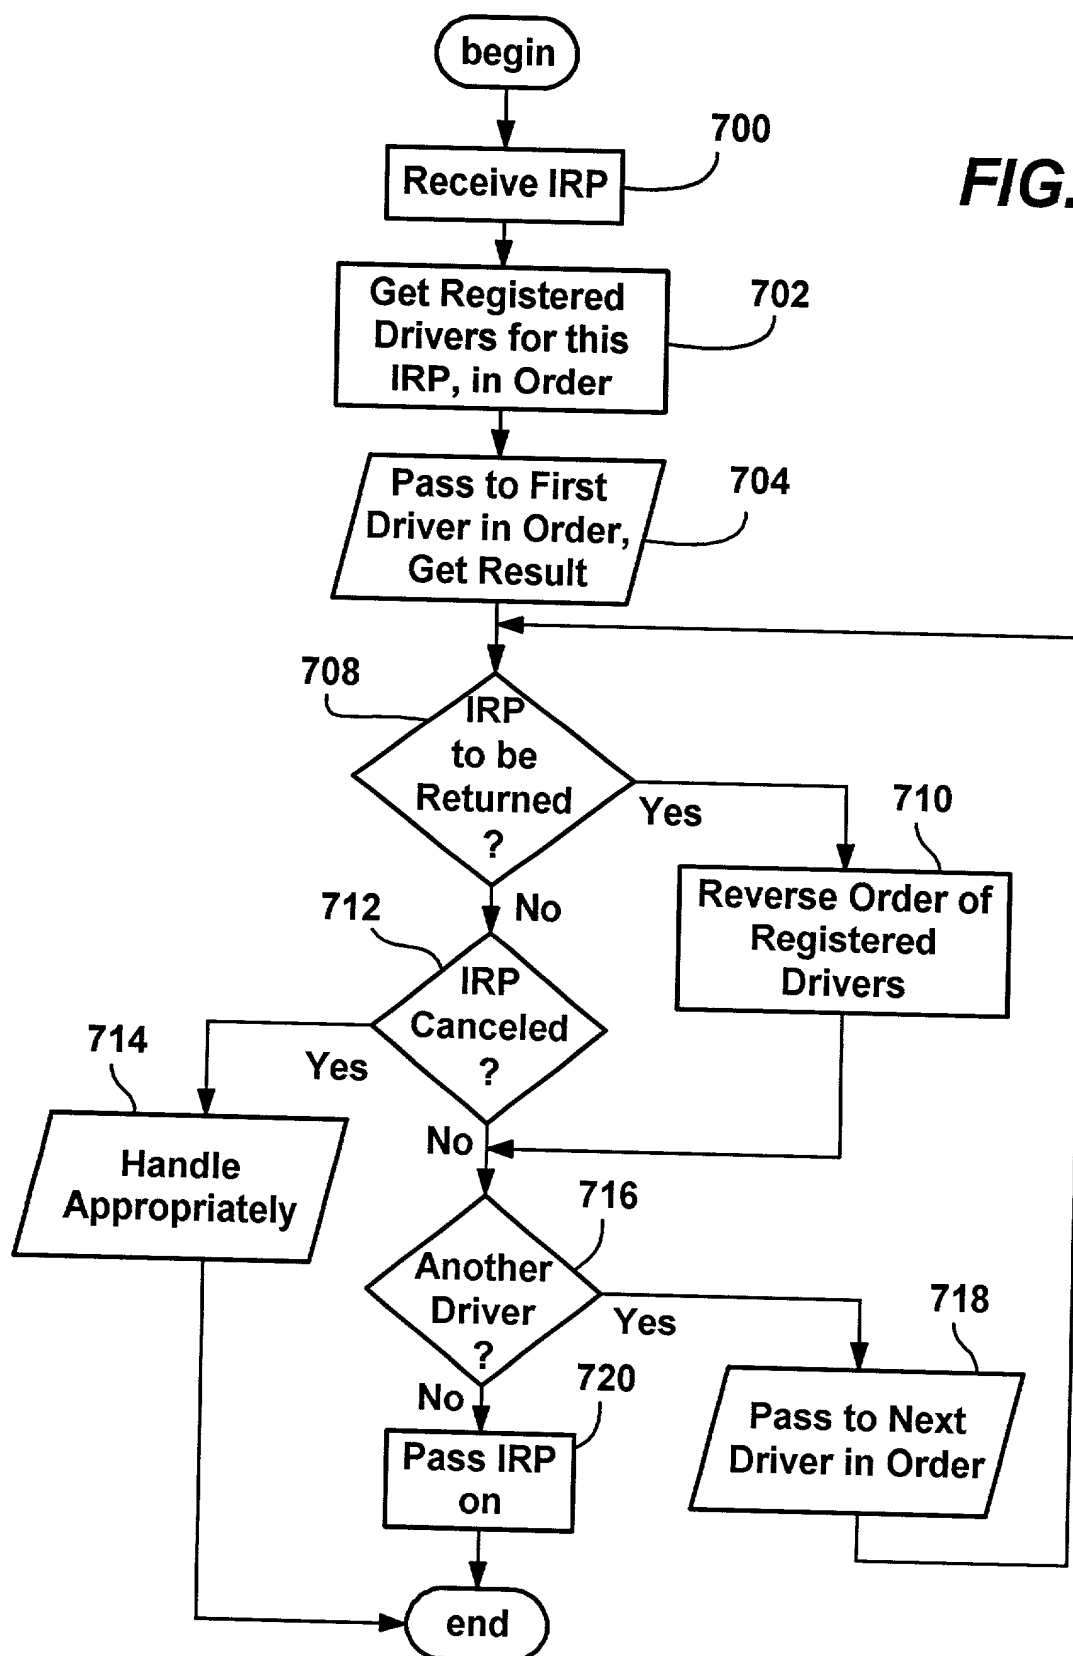 begin
700
Receive IRP
FIG.
Get Registered
Drivers for this
IRP, in Order
702
Pass to First
Driver in Order,
Get Result
704
708
IRP
to be
Returned
?
Yes
710
Reverse Order of
Registered
Drivers
No
712
IRP
Canceled
?
Yes
714
Handle
Appropriately
No
716
Another
Driver
?
Yes
718
Pass to Next
Driver in Order
No
720
Pass IRP
on
end